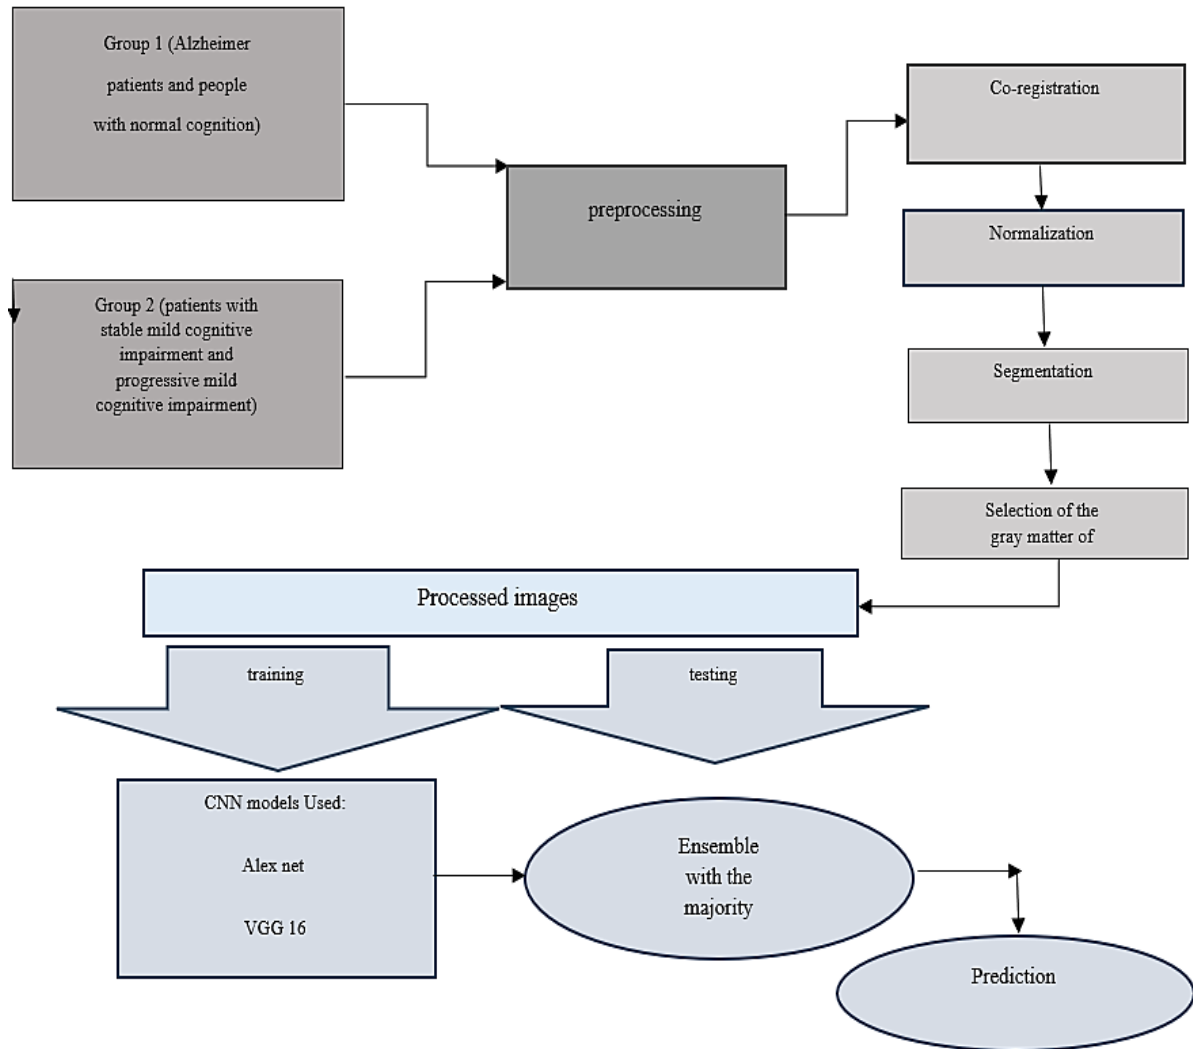 Group 1 (Alzheimer
patients and people
with normal cognition)
Group 2 (patients with
stable mild cognitive
impairment and
progressive mild
cognitive impairment)
preprocessing
Co-registration
Normalization
Segmentation
Selection of the
gray matter of
Processed images
training
testing
CNN models Used:
Alex net
VGG 16
Ensemble
with the
majority
Prediction